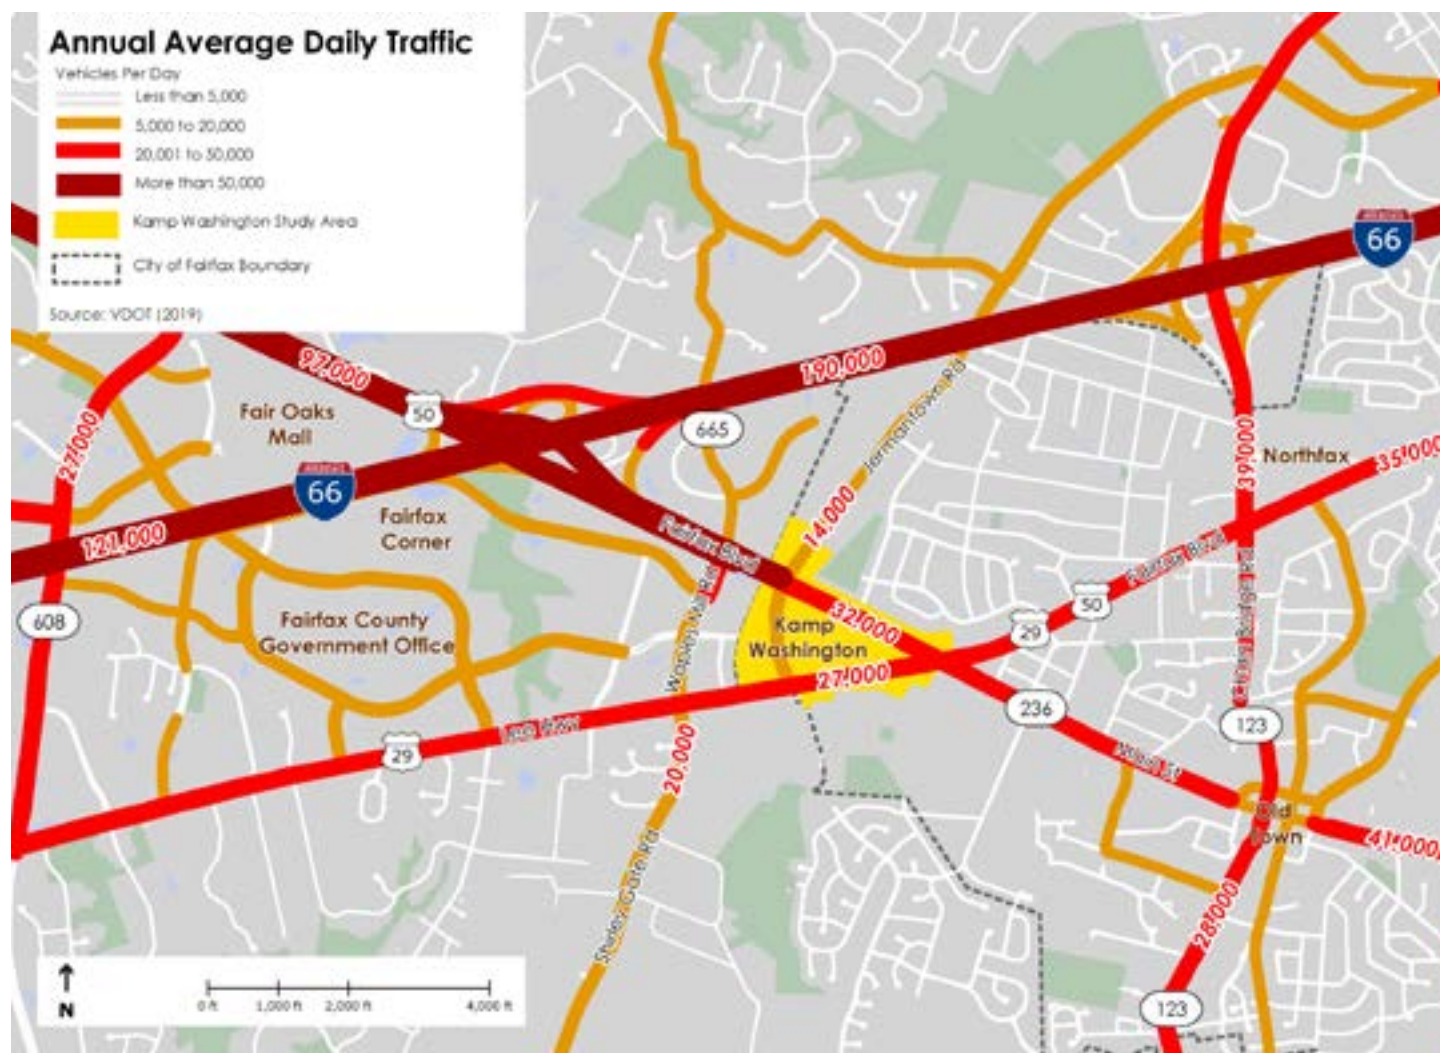 Annual Average Daily Traffic
Vehicles Per Day
Less than 5,000
5,000 to 20,000
20,001 to 50,000
More than 50,000
Kamp Washington Study Area
City of Fairfax Boundary
Source: VDOT (2019)
66
190,000
97,000
50
Fair Oaks
Mall
665
27,000
Jermantown Rd
39,000
Northfax
35,000
66
121,000
Fairfax
Corner
14,000
Fairfax Blvd
Fairfax Blvd
50
608
Fairfax County
Government Office
32,000
Kamp
Washington
29
Waples Mill Rd
27,000
Chain Bridge Rd
236
123
Lee Hwy
29
20,000
Main St
Old
Town
41,000
Shirley Gate Rd
28,000
123
N
0 ft
1,000 ft
2,000 ft
4,000 ft